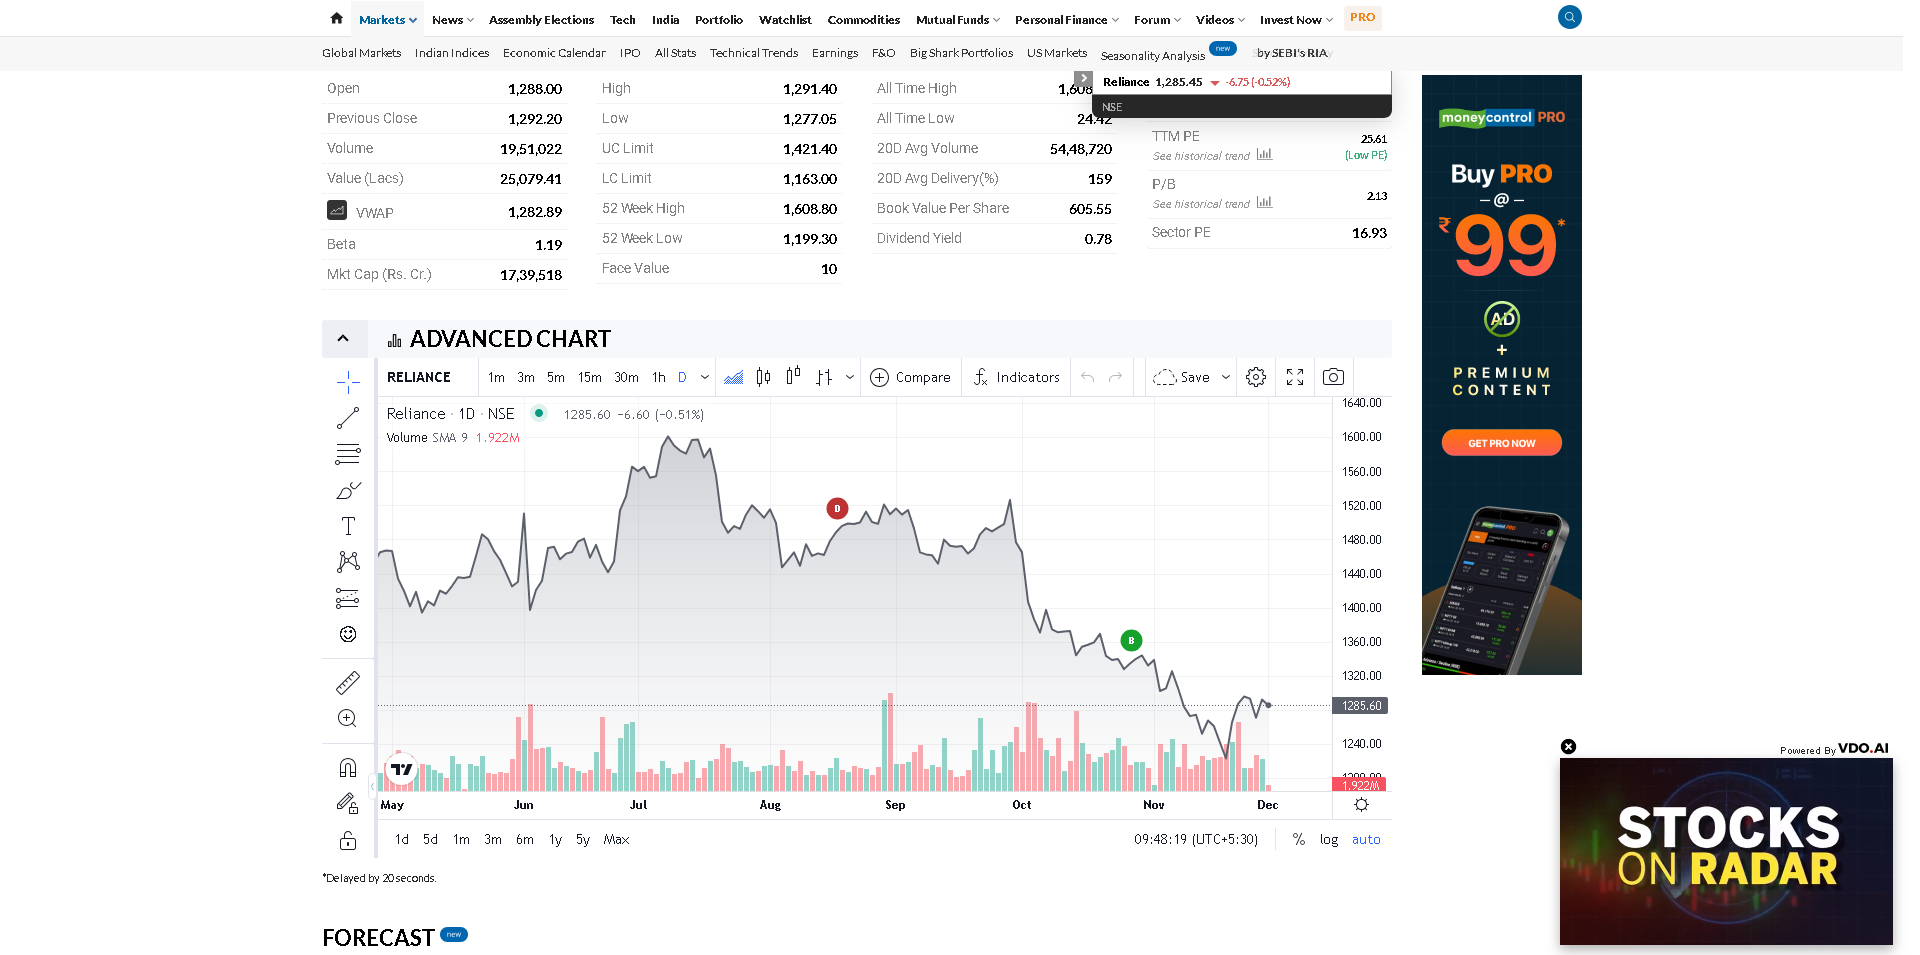 Markets News Assembly Elections Tech India Portfolio Watchlist Commodities Mutual Funds Personal Finance Forum Videos Invest Now PRO
Global Markets Indian Indices Economic Calendar IPO All Stats Technical Trends Earnings F&O Big Shark Portfolios US Markets Seasonality Analysis new by SEBI's RIA
Reliance 1,285.45 -6.75 (-0.52%)
NSE
Open 1,288.00
Previous Close 1,292.20
Volume 19,51,022
Value (Lacs) 25,079.41
VWAP 1,282.89
Beta 1.19
Mkt Cap (Rs. Cr.) 17,39,518
High 1,291.40
Low 1,277.05
UC Limit 1,421.40
LC Limit 1,163.00
52 Week High 1,608.80
52 Week Low 1,199.30
Face Value 10
All Time High 1,608
All Time Low 24.42
20D Avg Volume 54,48,720
20D Avg Delivery(%) 159
Book Value Per Share 605.55
Dividend Yield 0.78
TTM PE 25.61
See historical trend (Low PE)
P/B 2.13
See historical trend
Sector PE 16.93
ADVANCED CHART
RELIANCE 1m 3m 5m 15m 30m 1h D Compare Indicators Save
Reliance · 1D · NSE 1285.60 -6.60 (-0.51%)
Volume SMA 9 1.922M
1640.00
1600.00
1560.00
1520.00
1480.00
1440.00
1400.00
1360.00
1320.00
1285.60
1240.00
1200.00
1.922M
D
B
May Jun Jul Aug Sep Oct Nov Dec
1d 5d 1m 3m 6m 1y 5y Max 09:48:19 (UTC+5:30) % log auto
*Delayed by 20 seconds.
FORECAST new
moneycontrol PRO
Buy PRO
@
₹99*
AD
+
PREMIUM
CONTENT
GET PRO NOW
moneycontrol PRO
Powered By VDO.AI
STOCKS
ON RADAR